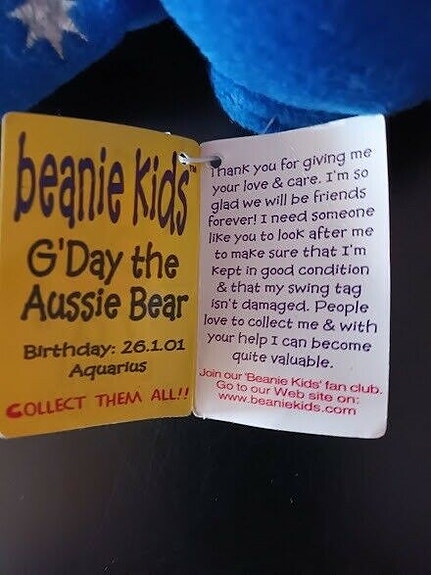 beanie kids™
G'Day the
Aussie Bear
Birthday: 26.1.01
Aquarius
COLLECT THEM ALL!!
Thank you for giving me
your love & care. I'm so
glad we will be friends
forever! I need someone
like you to look after me
to make sure that I'm
kept in good condition
& that my swing tag
isn't damaged. People
love to collect me & with
your help I can become
quite valuable.
Join our 'Beanie Kids' fan club.
Go to our Web site on:
www.beaniekids.com